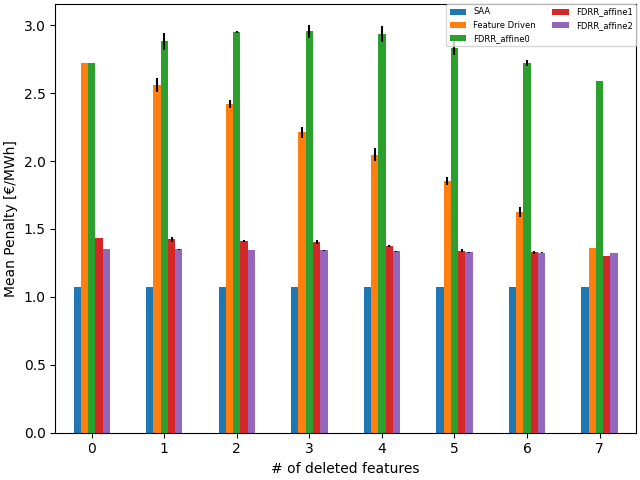 SAA
Feature Driven
FDRR_affine0
FDRR_affine1
FDRR_affine2
Mean Penalty [€/MWh]
3.0
2.5
2.0
1.5
1.0
0.5
0.0
0 1 2 3 4 5 6 7
# of deleted features